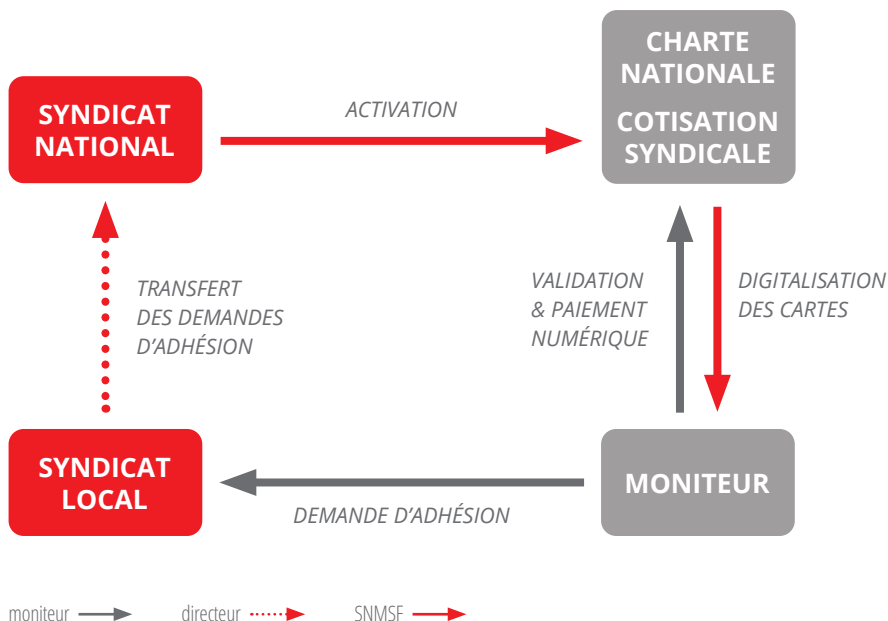 CHARTE
NATIONALE
COTISATION
SYNDICALE
SYNDICAT
NATIONAL
ACTIVATION
TRANSFERT
DES DEMANDES
D'ADHÉSION
VALIDATION
& PAIEMENT
NUMÉRIQUE
DIGITALISATION
DES CARTES
SYNDICAT
LOCAL
MONITEUR
DEMANDE D'ADHÉSION
moniteur directeur SNMSF